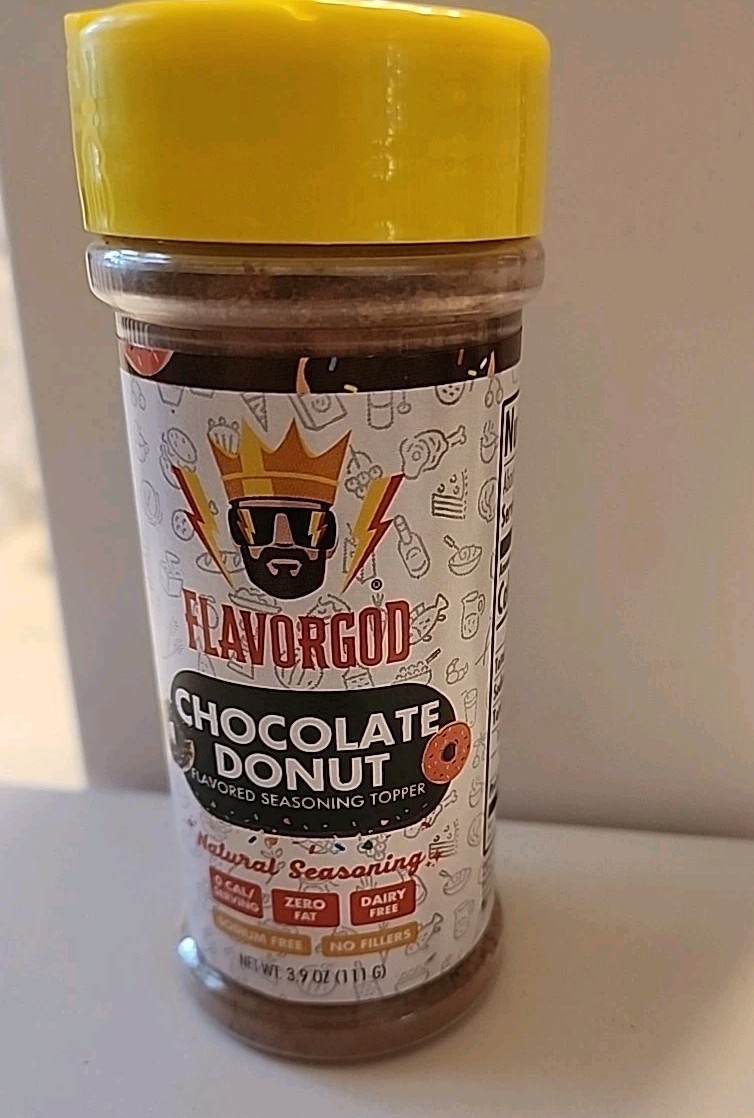 ®
FLAVORGOD
CHOCOLATE
DONUT
FLAVORED SEASONING TOPPER
Natural Seasoning
0 CAL/
SERVING
ZERO
FAT
DAIRY
FREE
SODIUM FREE
NO FILLERS
NET WT. 3.9 OZ (111 G)